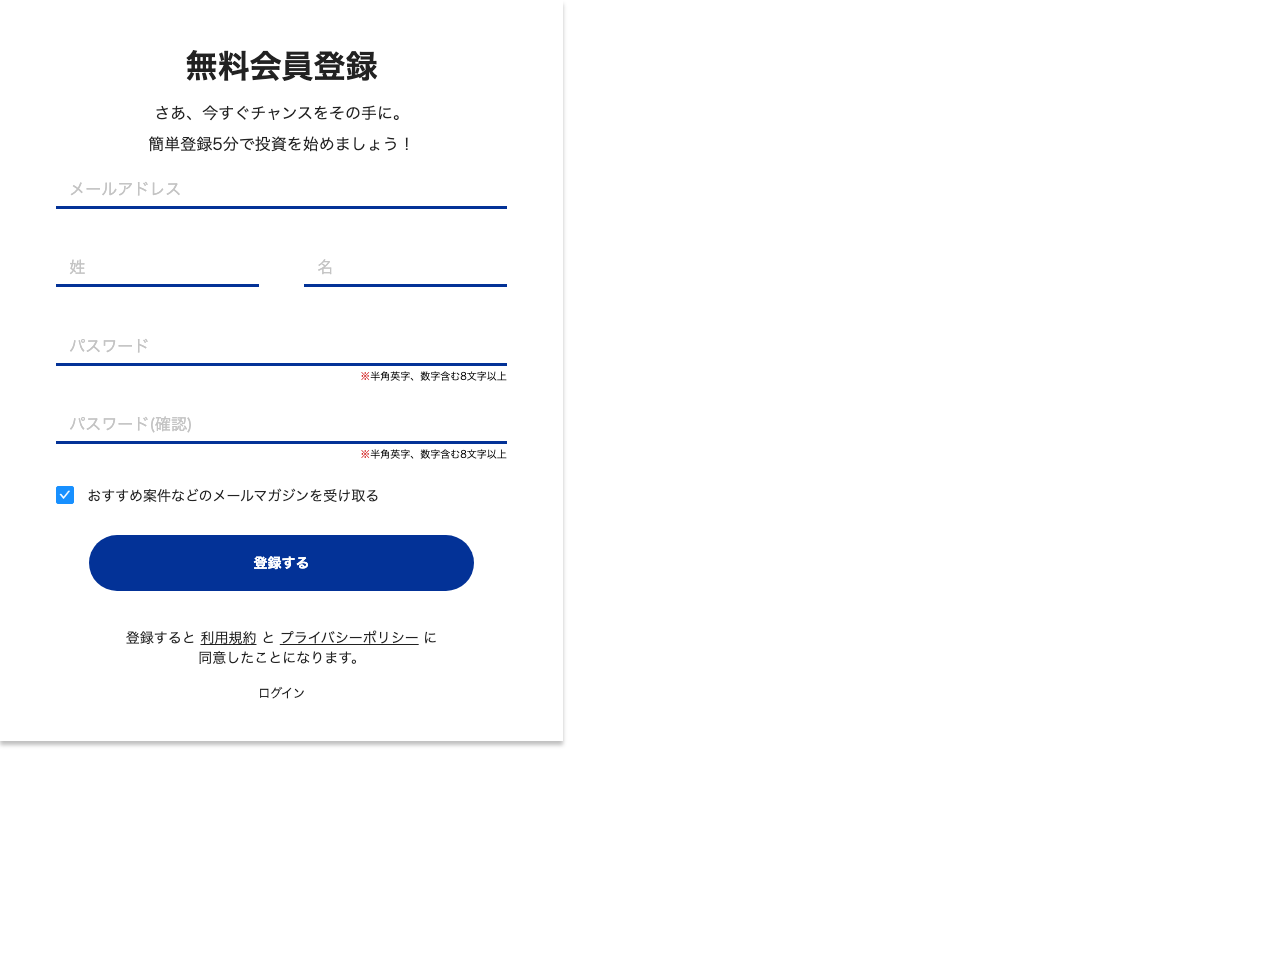 無料会員登録
さあ、今すぐチャンスをその手に。
簡単登録5分で投資を始めましょう！
メールアドレス
姓 名
パスワード
※半角英字、数字含む8文字以上
パスワード(確認)
※半角英字、数字含む8文字以上
おすすめ案件などのメールマガジンを受け取る
登録する
登録すると 利用規約 と プライバシーポリシー に
同意したことになります。
ログイン